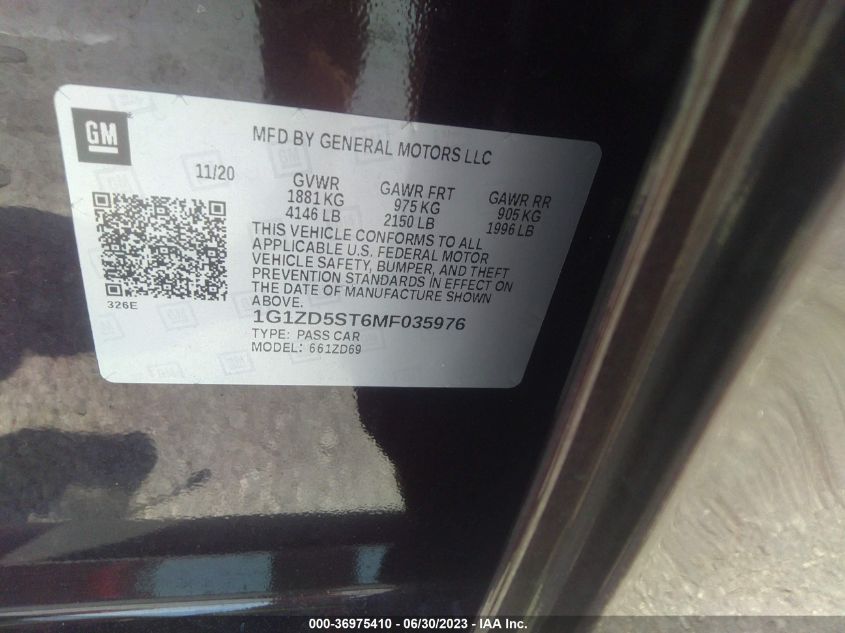 GM
MFD BY GENERAL MOTORS LLC
11/20
GVWR GAWR FRT GAWR RR
1881 KG 975 KG 905 KG
4146 LB 2150 LB 1996 LB
THIS VEHICLE CONFORMS TO ALL
APPLICABLE U.S. FEDERAL MOTOR
VEHICLE SAFETY, BUMPER, AND THEFT
PREVENTION STANDARDS IN EFFECT ON
THE DATE OF MANUFACTURE SHOWN
ABOVE.
326E
1G1ZD5ST6MF035976
TYPE: PASS CAR
MODEL: 661ZD69
000-36975410 - 06/30/2023 - © IAA Inc.